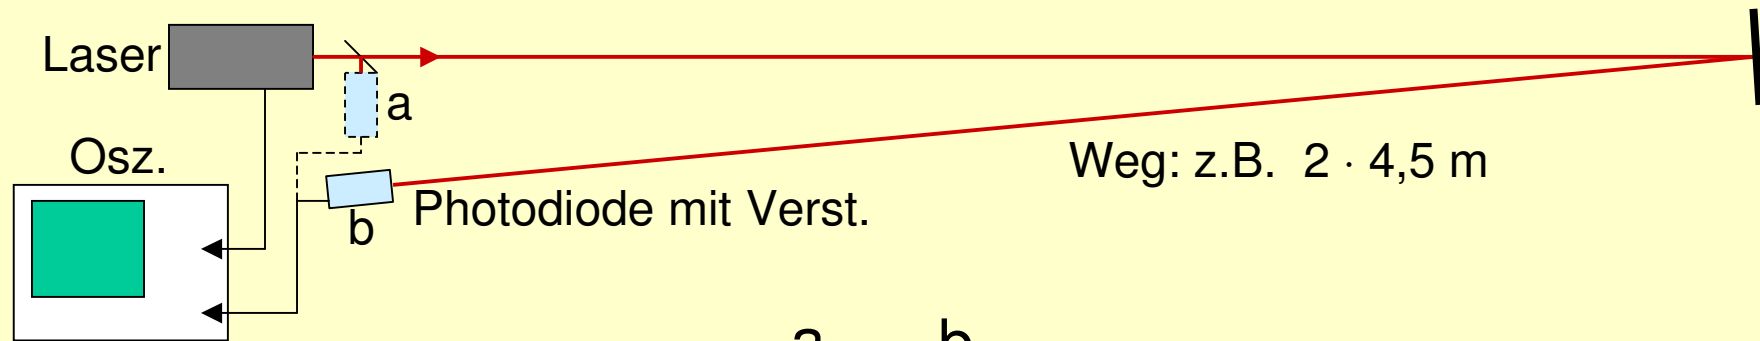 Laser
a
Osz.
Weg: z.B. 2 · 4,5 m
Photodiode mit Verst.
b
a b